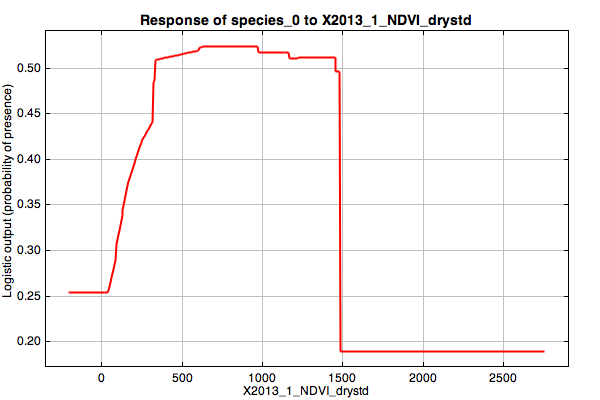 Response of species_0 to X2013_1_NDVI_drystd
Logistic output (probability of presence)
0.50
0.45
0.40
0.35
0.30
0.25
0.20
0 500 1000 1500 2000 2500
X2013_1_NDVI_drystd